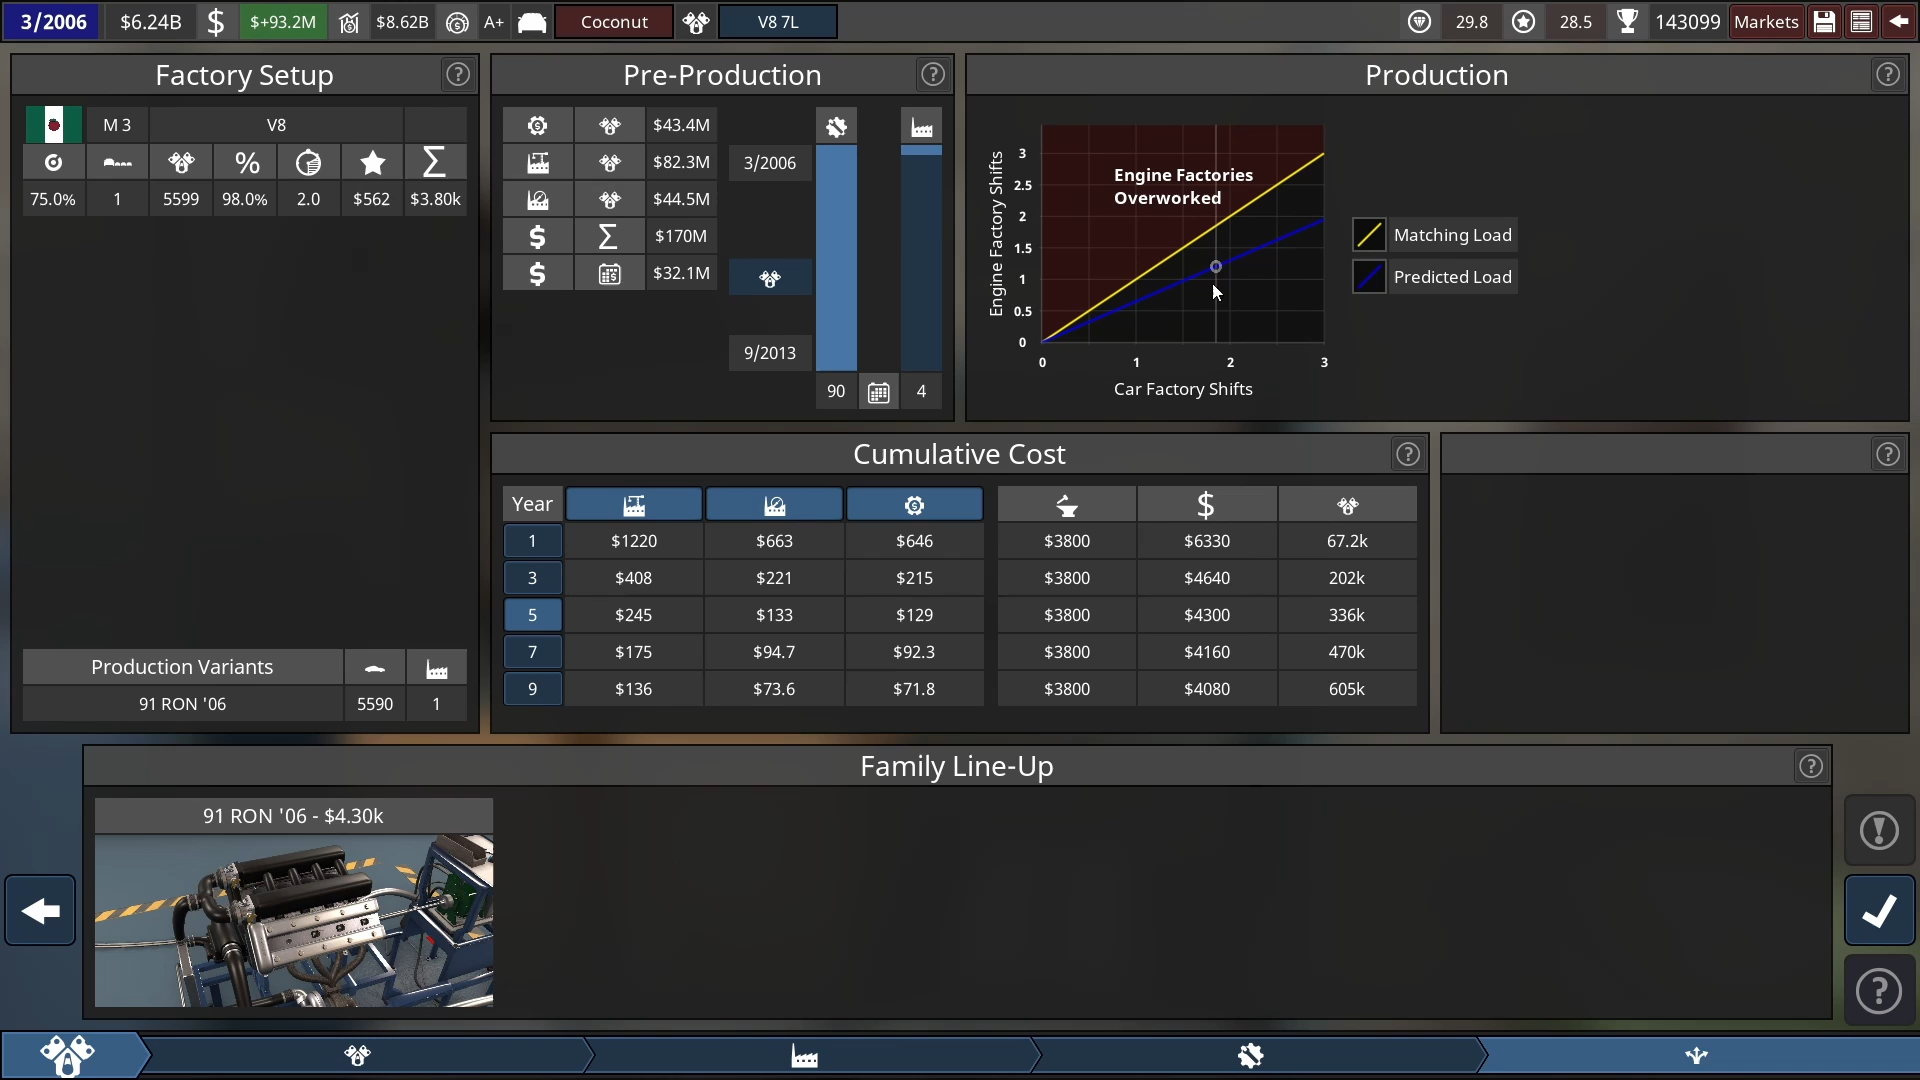 3/2006 $6.24B $+93.2M $8.62B A+ Coconut V8 7L 29.8 28.5 143099 Markets
Factory Setup
M 3 V8
%
75.0% 1 5599 98.0% 2.0 $562 $3.80k
Production Variants
91 RON '06 5590 1
Pre-Production
$43.4M
$82.3M
$44.5M
$170M
$32.1M
3/2006
9/2013
90 4
Production
Engine Factory Shifts
3
2.5
2
1.5
1
0.5
0
Engine Factories
Overworked
0 1 2 3
Car Factory Shifts
Matching Load
Predicted Load
Cumulative Cost
Year $
1 $1220 $663 $646 $3800 $6330 67.2k
3 $408 $221 $215 $3800 $4640 202k
5 $245 $133 $129 $3800 $4300 336k
7 $175 $94.7 $92.3 $3800 $4160 470k
9 $136 $73.6 $71.8 $3800 $4080 605k
Family Line-Up
91 RON '06 - $4.30k